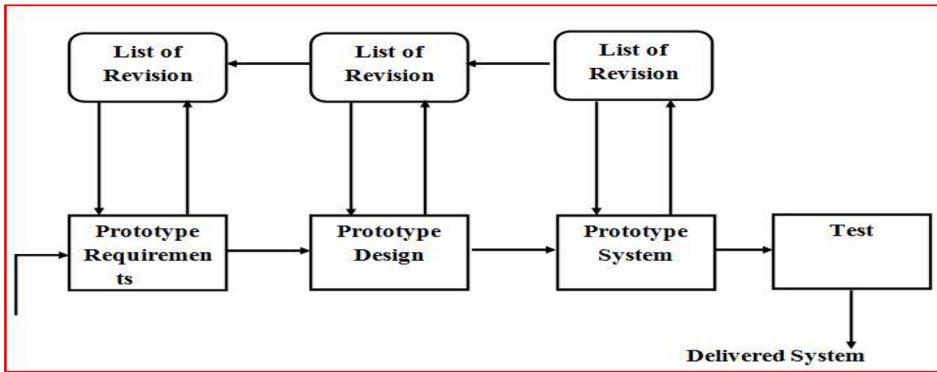 List of
Revision
List of
Revision
List of
Revision
Prototype
Requiremen
ts
Prototype
Design
Prototype
System
Test
Delivered System